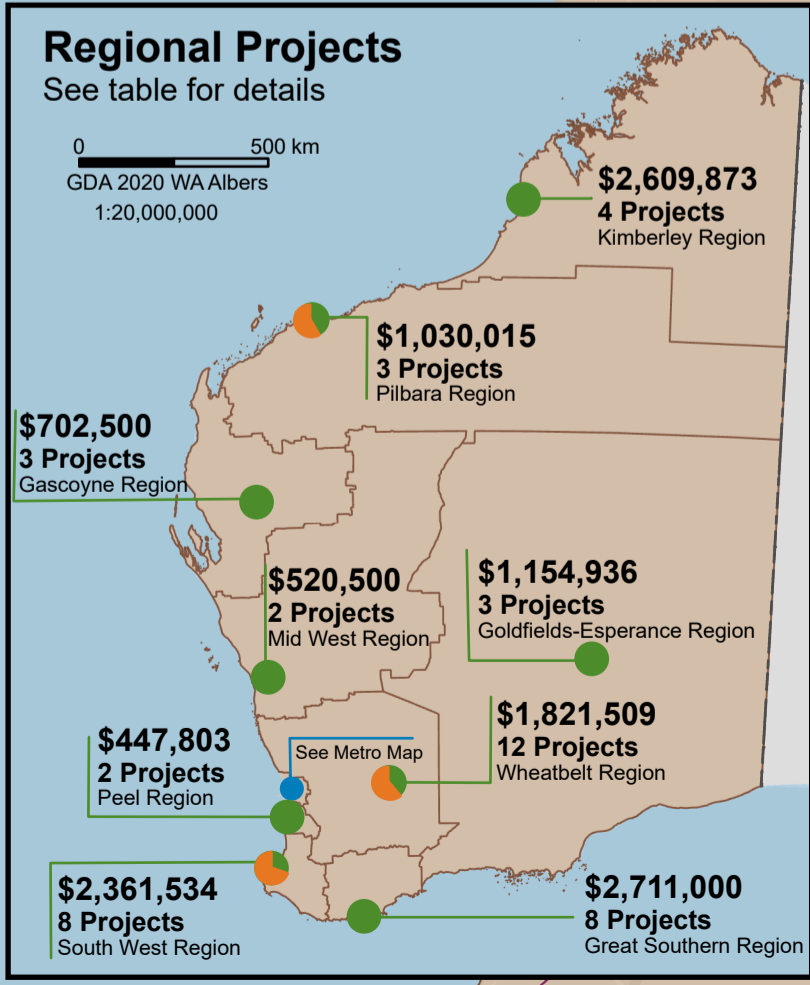 Regional Projects
See table for details
0 500 km
GDA 2020 WA Albers
1:20,000,000
$2,609,873
4 Projects
Kimberley Region
$1,030,015
3 Projects
Pilbara Region
$702,500
3 Projects
Gascoyne Region
$520,500
2 Projects
Mid West Region
$1,154,936
3 Projects
Goldfields-Esperance Region
$1,821,509
12 Projects
Wheatbelt Region
See Metro Map
$447,803
2 Projects
Peel Region
$2,361,534
8 Projects
South West Region
$2,711,000
8 Projects
Great Southern Region